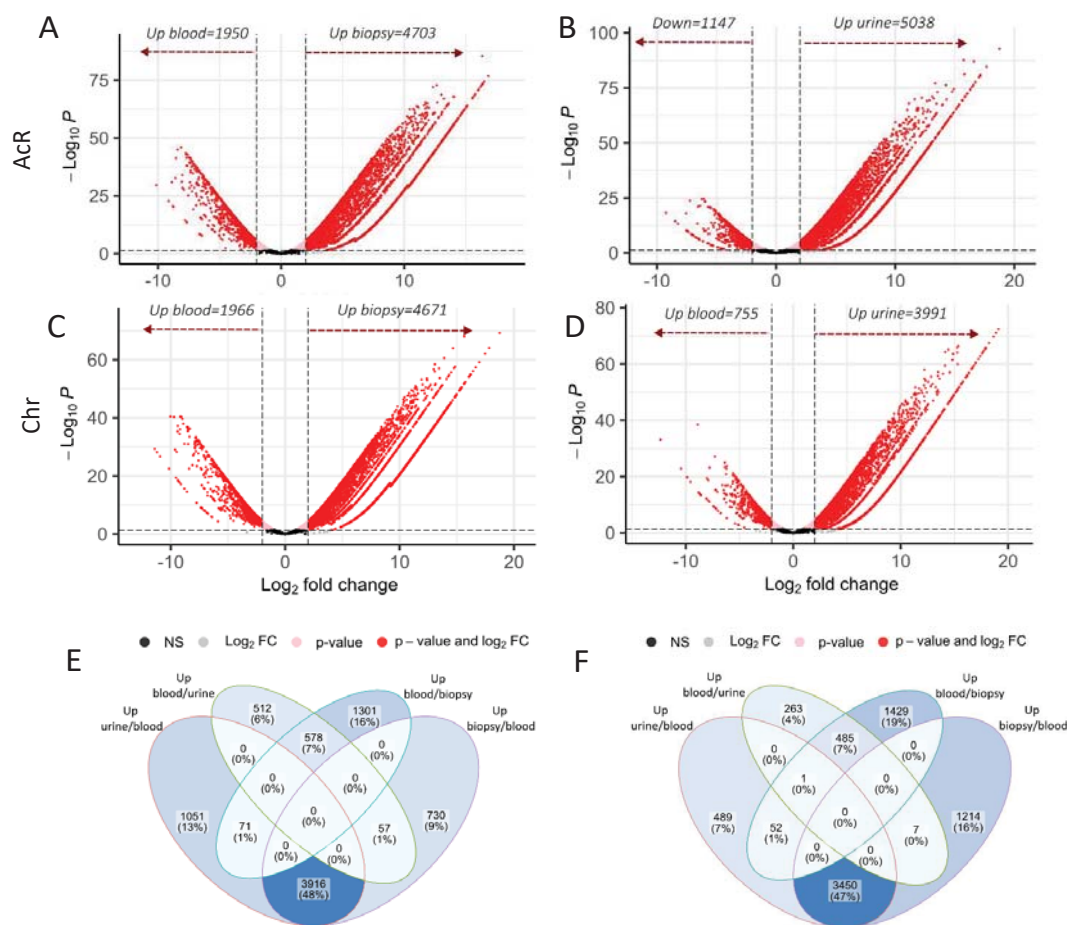 A
Up blood=1950
Up biopsy=4703
AcR
− Log10 P
75
50
25
0
-10
0
10
B
Down=1147
Up urine=5038
− Log10 P
100
75
50
25
0
-10
0
10
20
C
Up blood=1966
Up biopsy=4671
Chr
− Log10 P
60
40
20
0
-10
0
10
20
Log2 fold change
D
Up blood=755
Up urine=3991
− Log10 P
80
60
40
20
0
-20
-10
0
10
20
Log2 fold change
NS Log2 FC p-value p − value and log2 FC
NS Log2 FC p-value p − value and log2 FC
E
Up
blood/urine
Up
blood/biopsy
Up
urine/blood
Up
biopsy/blood
512
(6%)
1301
(16%)
0
(0%)
578
(7%)
0
(0%)
0
(0%)
0
(0%)
1051
(13%)
71
(1%)
0
(0%)
57
(1%)
730
(9%)
0
(0%)
0
(0%)
3916
(48%)
F
Up
blood/urine
Up
blood/biopsy
Up
urine/blood
Up
biopsy/blood
263
(4%)
1429
(19%)
0
(0%)
485
(7%)
0
(0%)
1
(0%)
0
(0%)
489
(7%)
52
(1%)
0
(0%)
7
(0%)
1214
(16%)
0
(0%)
0
(0%)
3450
(47%)